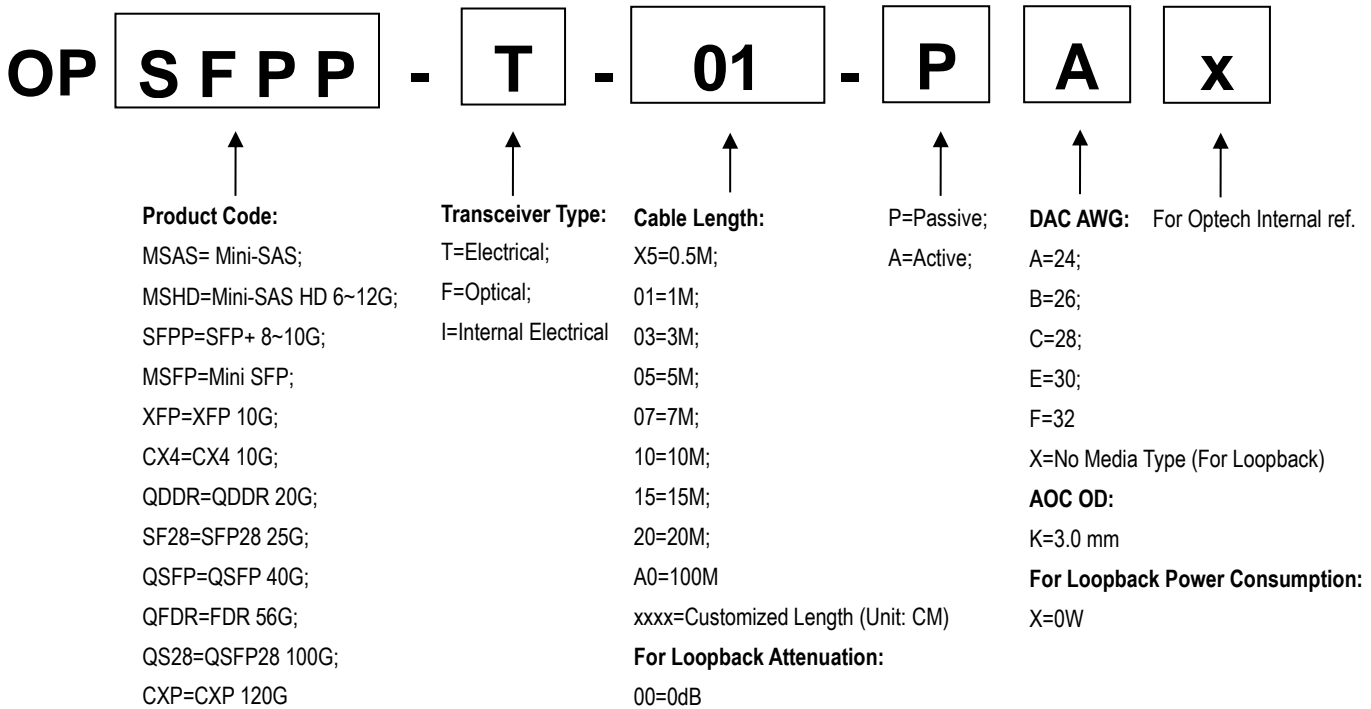 OP SFPP - T - 01 - P A x
Product Code:
MSAS= Mini-SAS;
MSHD=Mini-SAS HD 6~12G;
SFPP=SFP+ 8~10G;
MSFP=Mini SFP;
XFP=XFP 10G;
CX4=CX4 10G;
QDDR=QDDR 20G;
SF28=SFP28 25G;
QSFP=QSFP 40G;
QFDR=FDR 56G;
QS28=QSFP28 100G;
CXP=CXP 120G
Transceiver Type:
T=Electrical;
F=Optical;
I=Internal Electrical
Cable Length:
X5=0.5M;
01=1M;
03=3M;
05=5M;
07=7M;
10=10M;
15=15M;
20=20M;
A0=100M
xxxx=Customized Length (Unit: CM)
For Loopback Attenuation:
00=0dB
P=Passive;
A=Active;
DAC AWG:
A=24;
B=26;
C=28;
E=30;
F=32
X=No Media Type (For Loopback)
AOC OD:
K=3.0 mm
For Loopback Power Consumption:
X=0W
For Optech Internal ref.